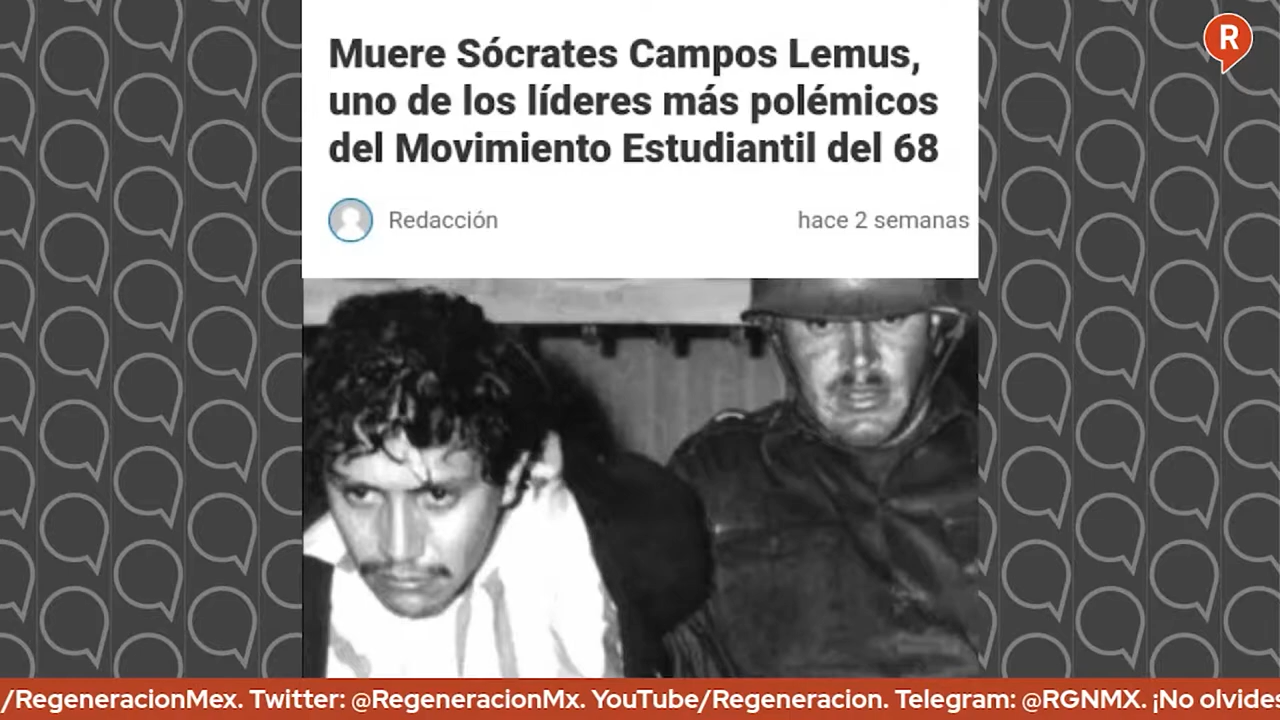 Muere Sócrates Campos Lemus,
uno de los líderes más polémicos
del Movimiento Estudiantil del 68
Redacción
hace 2 semanas
R
/RegeneracionMex. Twitter: @RegeneracionMx. YouTube/Regeneracion. Telegram: @RGNMX. ¡No olvides